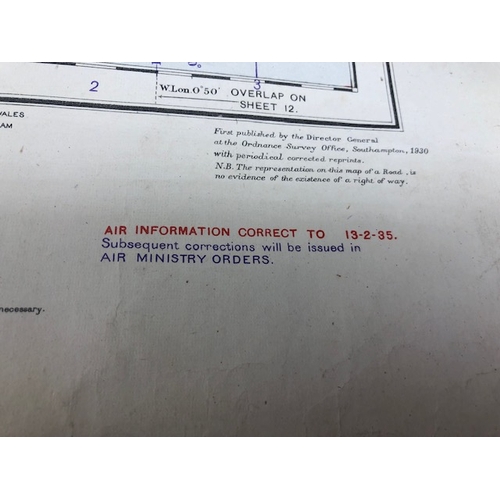 2
3
W.Lon.0°50' OVERLAP ON
SHEET 12.
First published by the Director General
at the Ordnance Survey Office, Southampton, 1930
with periodical corrected reprints.
N.B. The representation on this map of a Road, is
no evidence of the existence of a right of way.
AIR INFORMATION CORRECT TO 13-2-35.
Subsequent corrections will be issued in
AIR MINISTRY ORDERS.
necessary.